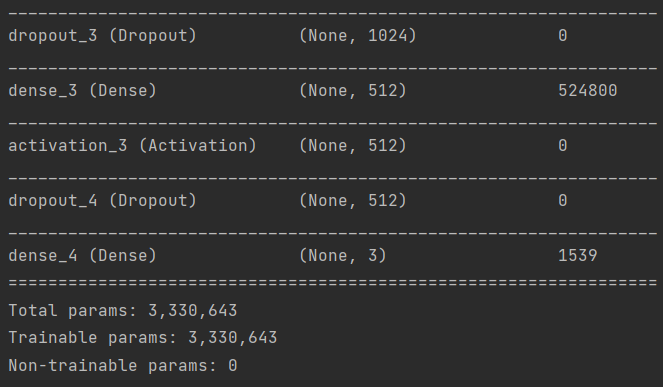 _________________________________________________________________
dropout_3 (Dropout)          (None, 1024)              0
_________________________________________________________________
dense_3 (Dense)              (None, 512)               524800
_________________________________________________________________
activation_3 (Activation)    (None, 512)               0
_________________________________________________________________
dropout_4 (Dropout)          (None, 512)               0
_________________________________________________________________
dense_4 (Dense)              (None, 3)                 1539
=================================================================
Total params: 3,330,643
Trainable params: 3,330,643
Non-trainable params: 0